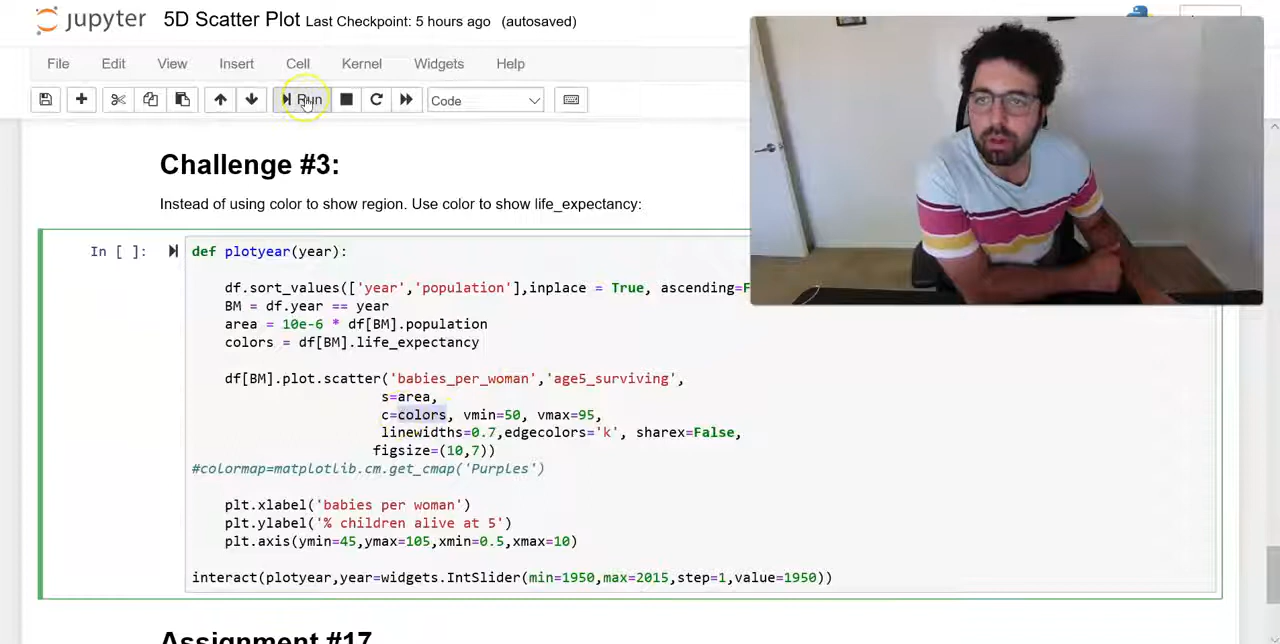 jupyter 5D Scatter Plot Last Checkpoint: 5 hours ago (autosaved)
File Edit View Insert Cell Kernel Widgets Help
Run Code
Challenge #3:
Instead of using color to show region. Use color to show life_expectancy:
In [ ]: def plotyear(year):
df.sort_values(['year','population'],inplace = True, ascending=F
BM = df.year == year
area = 10e-6 * df[BM].population
colors = df[BM].life_expectancy
df[BM].plot.scatter('babies_per_woman','age5_surviving',
s=area,
c=colors, vmin=50, vmax=95,
linewidths=0.7,edgecolors='k', sharex=False,
figsize=(10,7))
#colormap=matplotlib.cm.get_cmap('Purples')
plt.xlabel('babies per woman')
plt.ylabel('% children alive at 5')
plt.axis(ymin=45,ymax=105,xmin=0.5,xmax=10)
interact(plotyear,year=widgets.IntSlider(min=1950,max=2015,step=1,value=1950))
Assignment #17